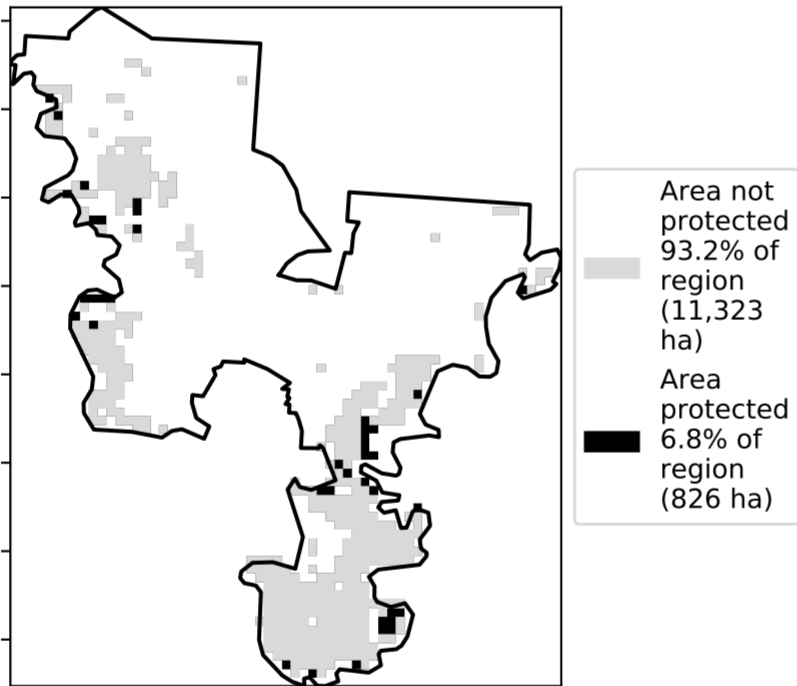 Area not
protected
93.2% of
region
(11,323
ha)
Area
protected
6.8% of
region
(826 ha)